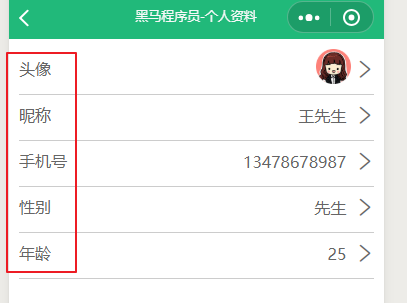 黑马程序员-个人资料
头像
昵称 王先生
手机号 13478678987
性别 先生
年龄 25